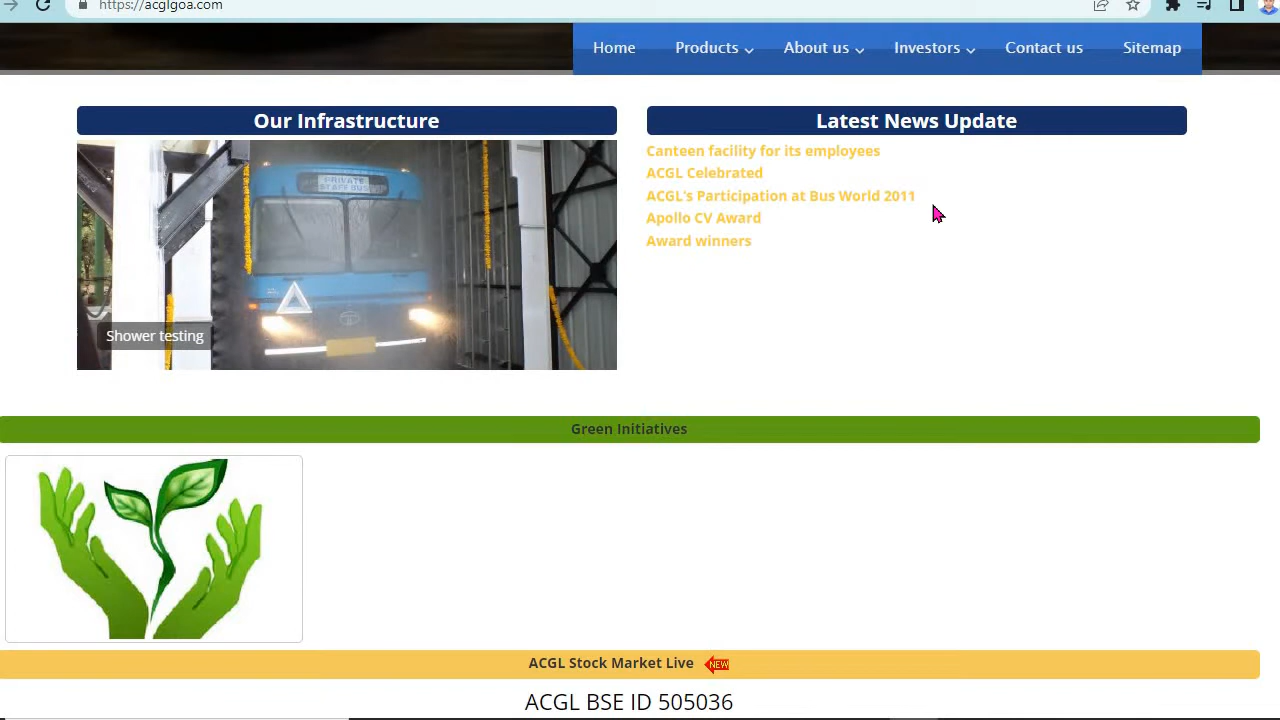 https://acglgoa.com
Home Products About us Investors Contact us Sitemap
Our Infrastructure
PRIVATE
STAFF BUS
Shower testing
Latest News Update
Canteen facility for its employees
ACGL Celebrated
ACGL's Participation at Bus World 2011
Apollo CV Award
Award winners
Green Initiatives
ACGL Stock Market Live NEW
ACGL BSE ID 505036